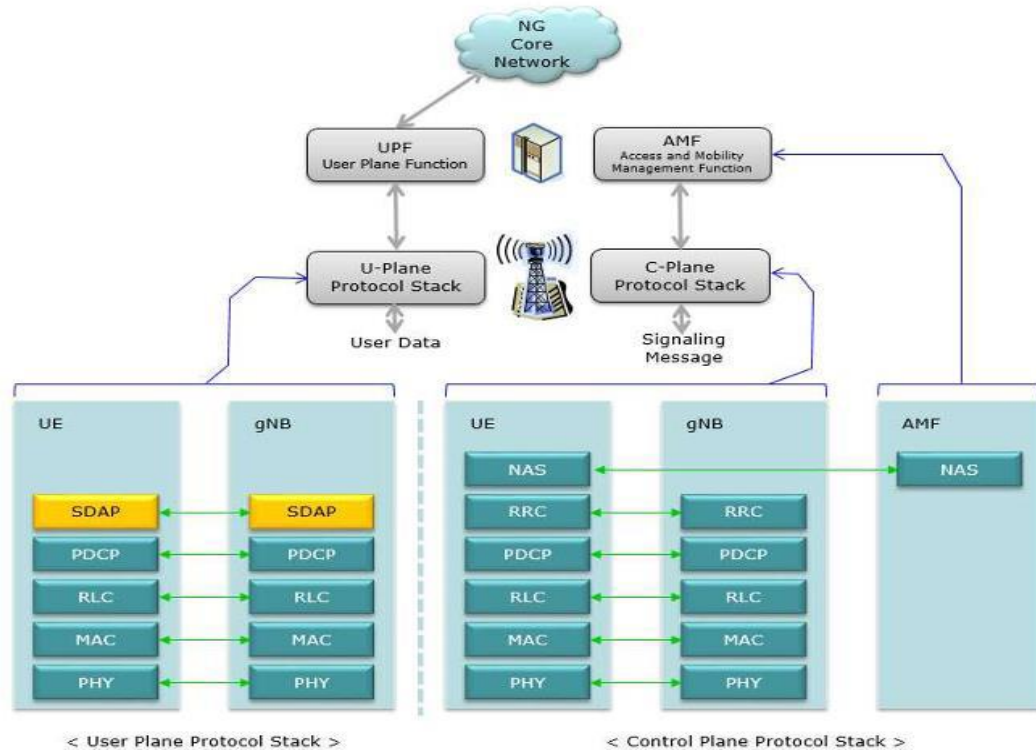 NG
Core
Network
UPF
User Plane Function
AMF
Access and Mobility
Management Function
U-Plane
Protocol Stack
C-Plane
Protocol Stack
User Data
Signaling
Message
UE
gNB
UE
gNB
AMF
NAS
NAS
SDAP
SDAP
RRC
RRC
PDCP
PDCP
PDCP
PDCP
RLC
RLC
RLC
RLC
MAC
MAC
MAC
MAC
PHY
PHY
PHY
PHY
< User Plane Protocol Stack >
< Control Plane Protocol Stack >